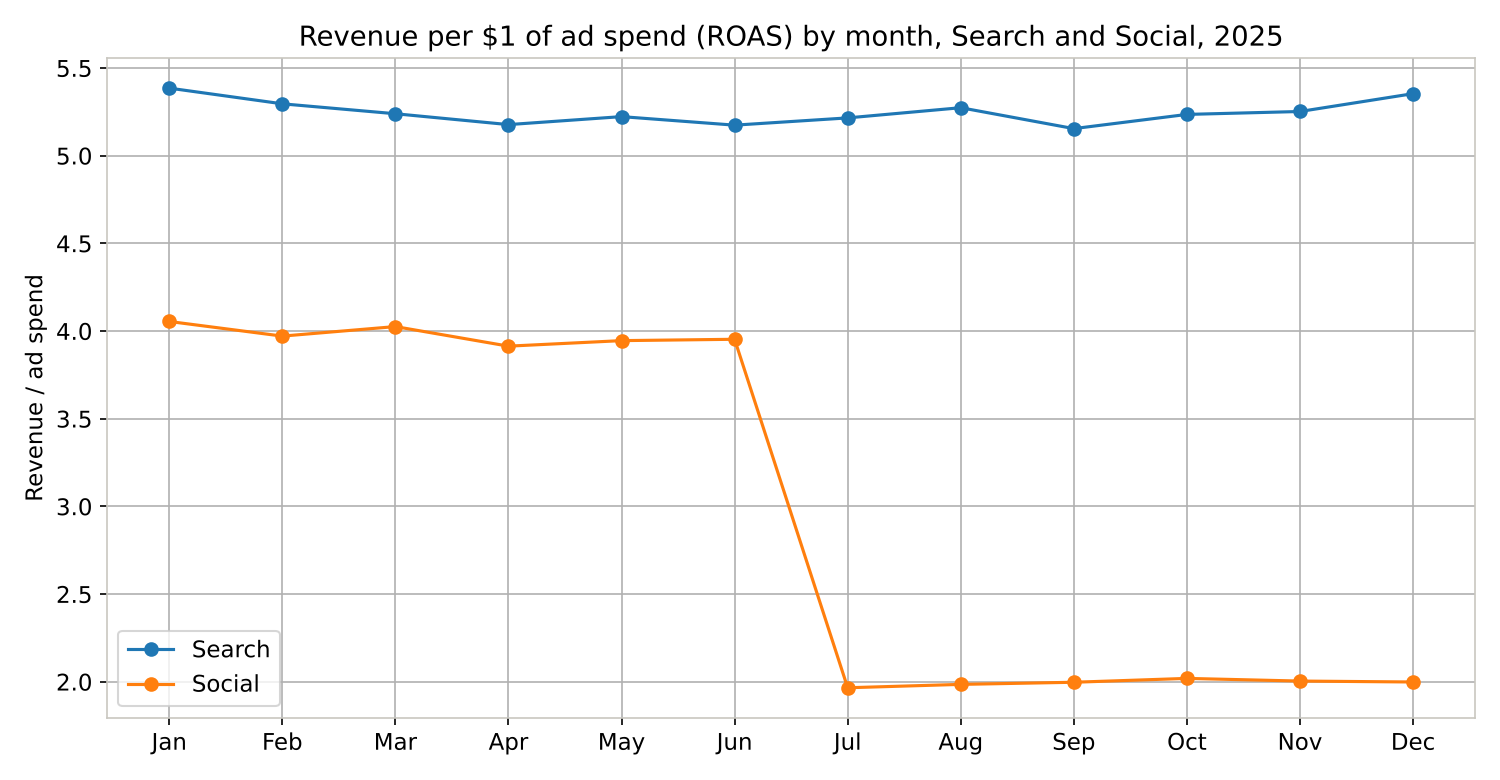 Revenue per $1 of ad spend (ROAS) by month, Search and Social, 2025
Revenue / ad spend
5.5
5.0
4.5
4.0
3.5
3.0
2.5
2.0
Search
Social
Jan Feb Mar Apr May Jun Jul Aug Sep Oct Nov Dec